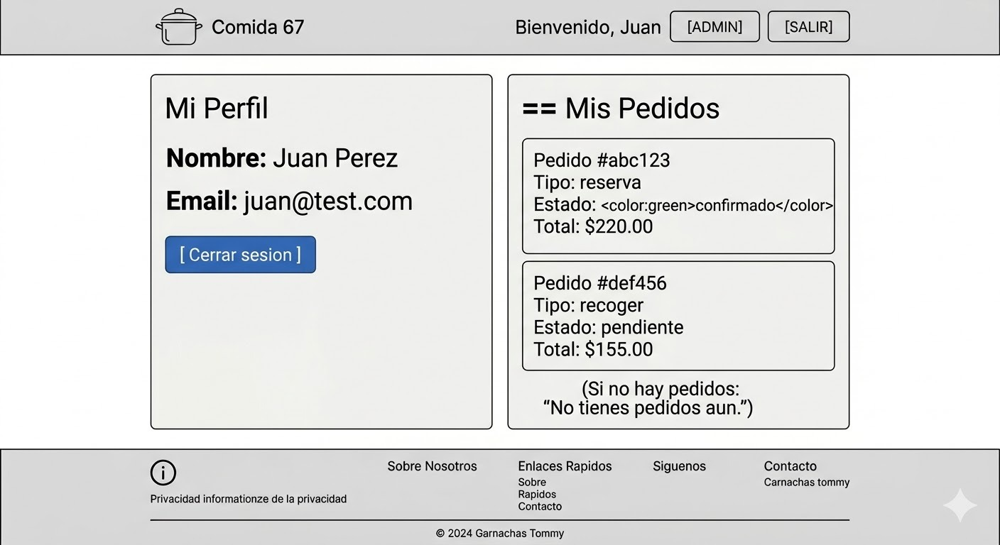 Comida 67
Bienvenido, Juan
[ADMIN]
[SALIR]
Mi Perfil
Nombre: Juan Perez
Email: juan@test.com
[ Cerrar sesion ]
== Mis Pedidos
Pedido #abc123
Tipo: reserva
Estado: <color:green>confirmado</color>
Total: $220.00
Pedido #def456
Tipo: recoger
Estado: pendiente
Total: $155.00
(Si no hay pedidos:
“No tienes pedidos aun.”)
i
Privacidad informationze de la privacidad
Sobre Nosotros
Enlaces Rapidos
Sobre
Rapidos
Contacto
Siguenos
Contacto
Carnachas tommy
© 2024 Garnachas Tommy